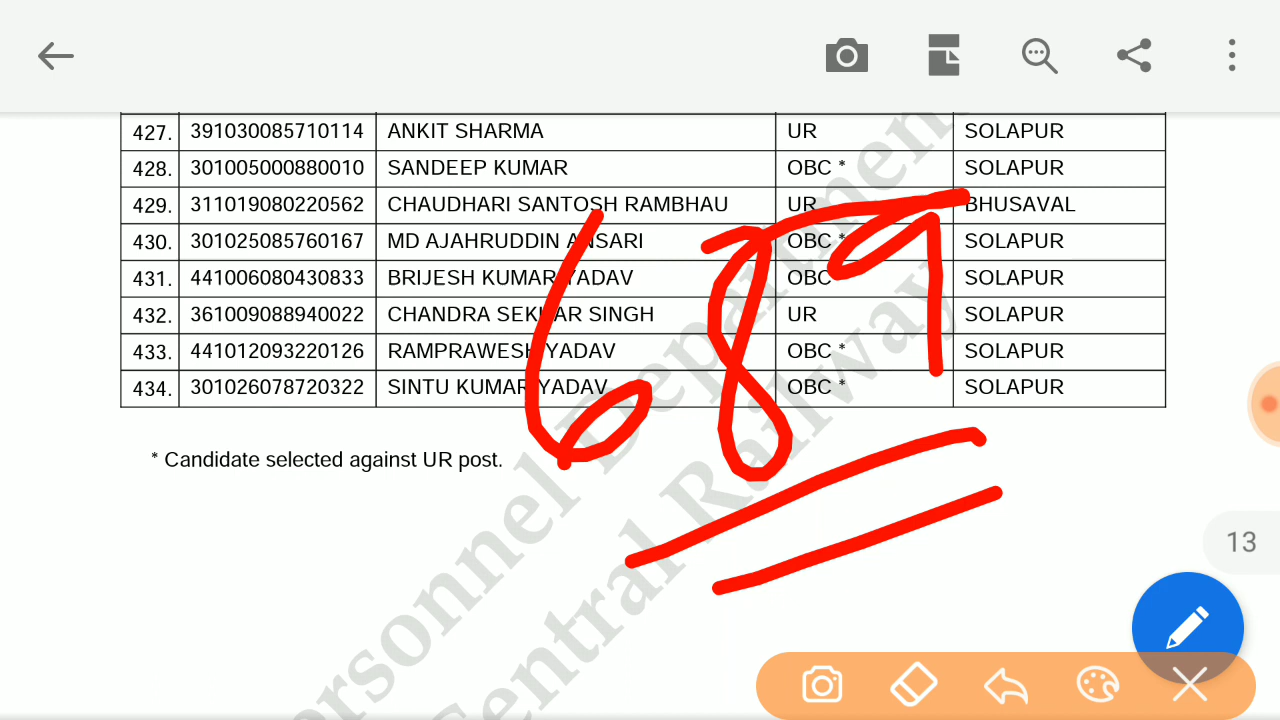 427. 391030085710114 ANKIT SHARMA UR SOLAPUR
428. 301005000880010 SANDEEP KUMAR OBC * SOLAPUR
429. 311019080220562 CHAUDHARI SANTOSH RAMBHAU UR BHUSAVAL
430. 301025085760167 MD AJAHRUDDIN ANSARI OBC * SOLAPUR
431. 441006080430833 BRIJESH KUMAR YADAV OBC SOLAPUR
432. 361009088940022 CHANDRA SEKHAR SINGH UR SOLAPUR
433. 441012093220126 RAMPRAWESH YADAV OBC * SOLAPUR
434. 301026078720322 SINTU KUMAR YADAV OBC * SOLAPUR
689
* Candidate selected against UR post.
Personnel Department
Central Railway
13